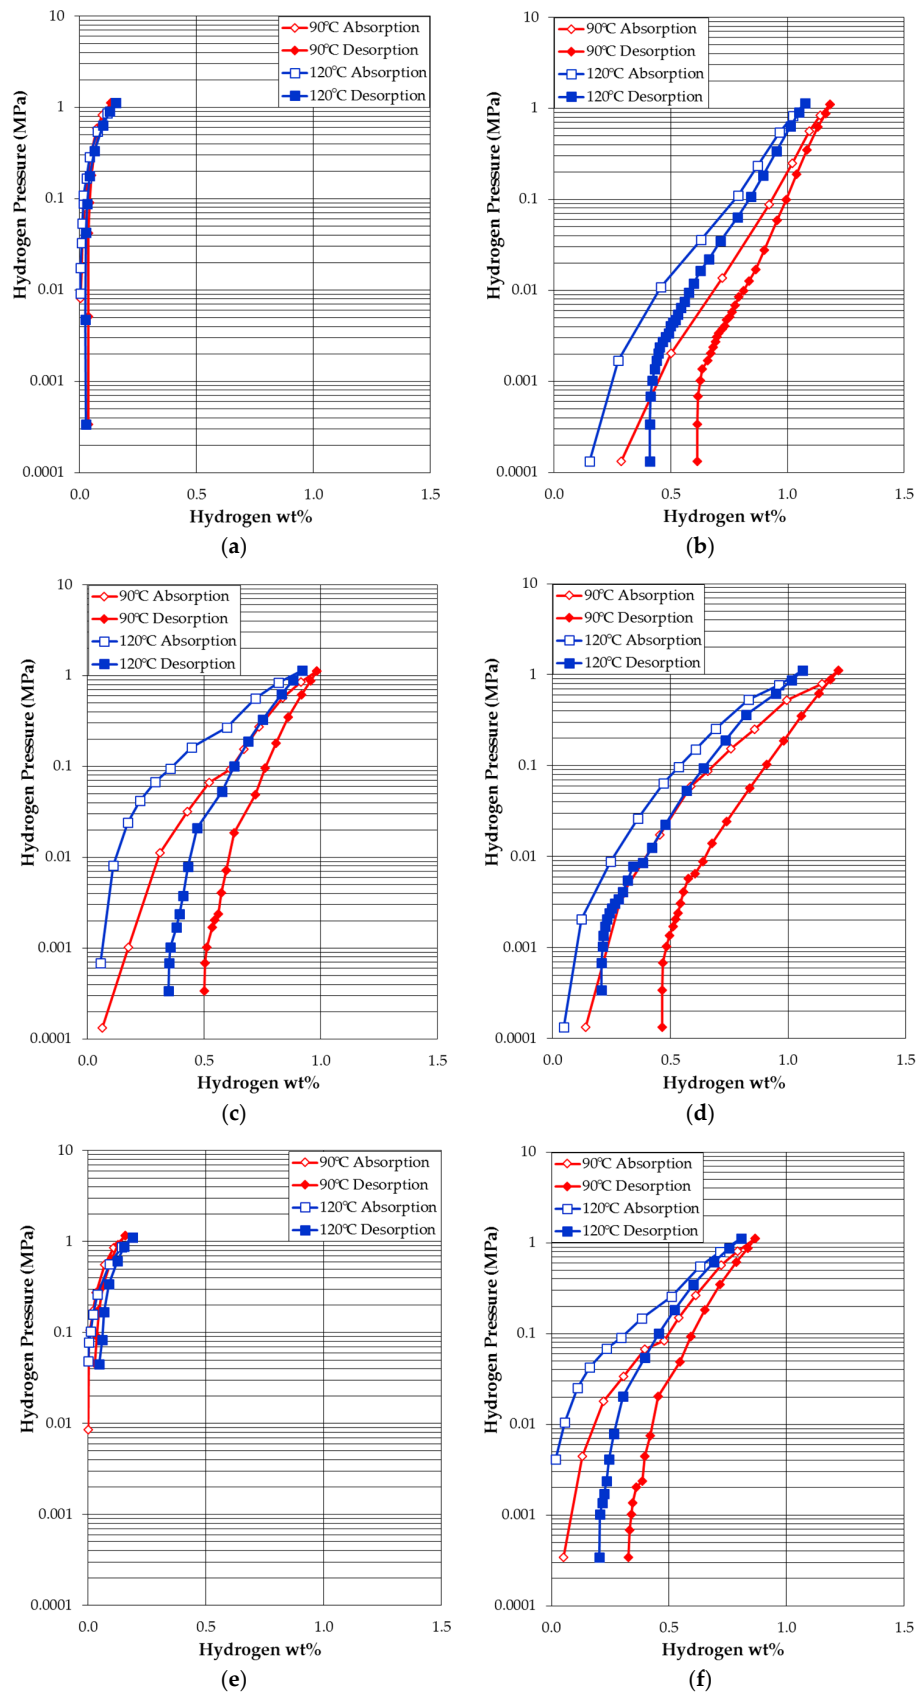 10
1
0.1
0.01
0.001
0.0001
Hydrogen Pressure (MPa)
90℃ Absorption
90℃ Desorption
120℃ Absorption
120℃ Desorption
0.0 0.5 1.0 1.5
Hydrogen wt%
(a)
10
1
0.1
0.01
0.001
0.0001
Hydrogen Pressure (MPa)
90℃ Absorption
90℃ Desorption
120℃ Absorption
120℃ Desorption
0.0 0.5 1.0 1.5
Hydrogen wt%
(b)
10
1
0.1
0.01
0.001
0.0001
Hydrogen Pressure (MPa)
90℃ Absorption
90℃ Desorption
120℃ Absorption
120℃ Desorption
0.0 0.5 1.0 1.5
Hydrogen wt%
(c)
10
1
0.1
0.01
0.001
0.0001
Hydrogen Pressure (MPa)
90℃ Absorption
90℃ Desorption
120℃ Absorption
120℃ Desorption
0.0 0.5 1.0 1.5
Hydrogen wt%
(d)
10
1
0.1
0.01
0.001
0.0001
Hydrogen Pressure (MPa)
90℃ Absorption
90℃ Desorption
120℃ Absorption
120℃ Desorption
0.0 0.5 1.0 1.5
Hydrogen wt%
(e)
10
1
0.1
0.01
0.001
0.0001
Hydrogen Pressure (MPa)
90℃ Absorption
90℃ Desorption
120℃ Absorption
120℃ Desorption
0.0 0.5 1.0 1.5
Hydrogen wt%
(f)